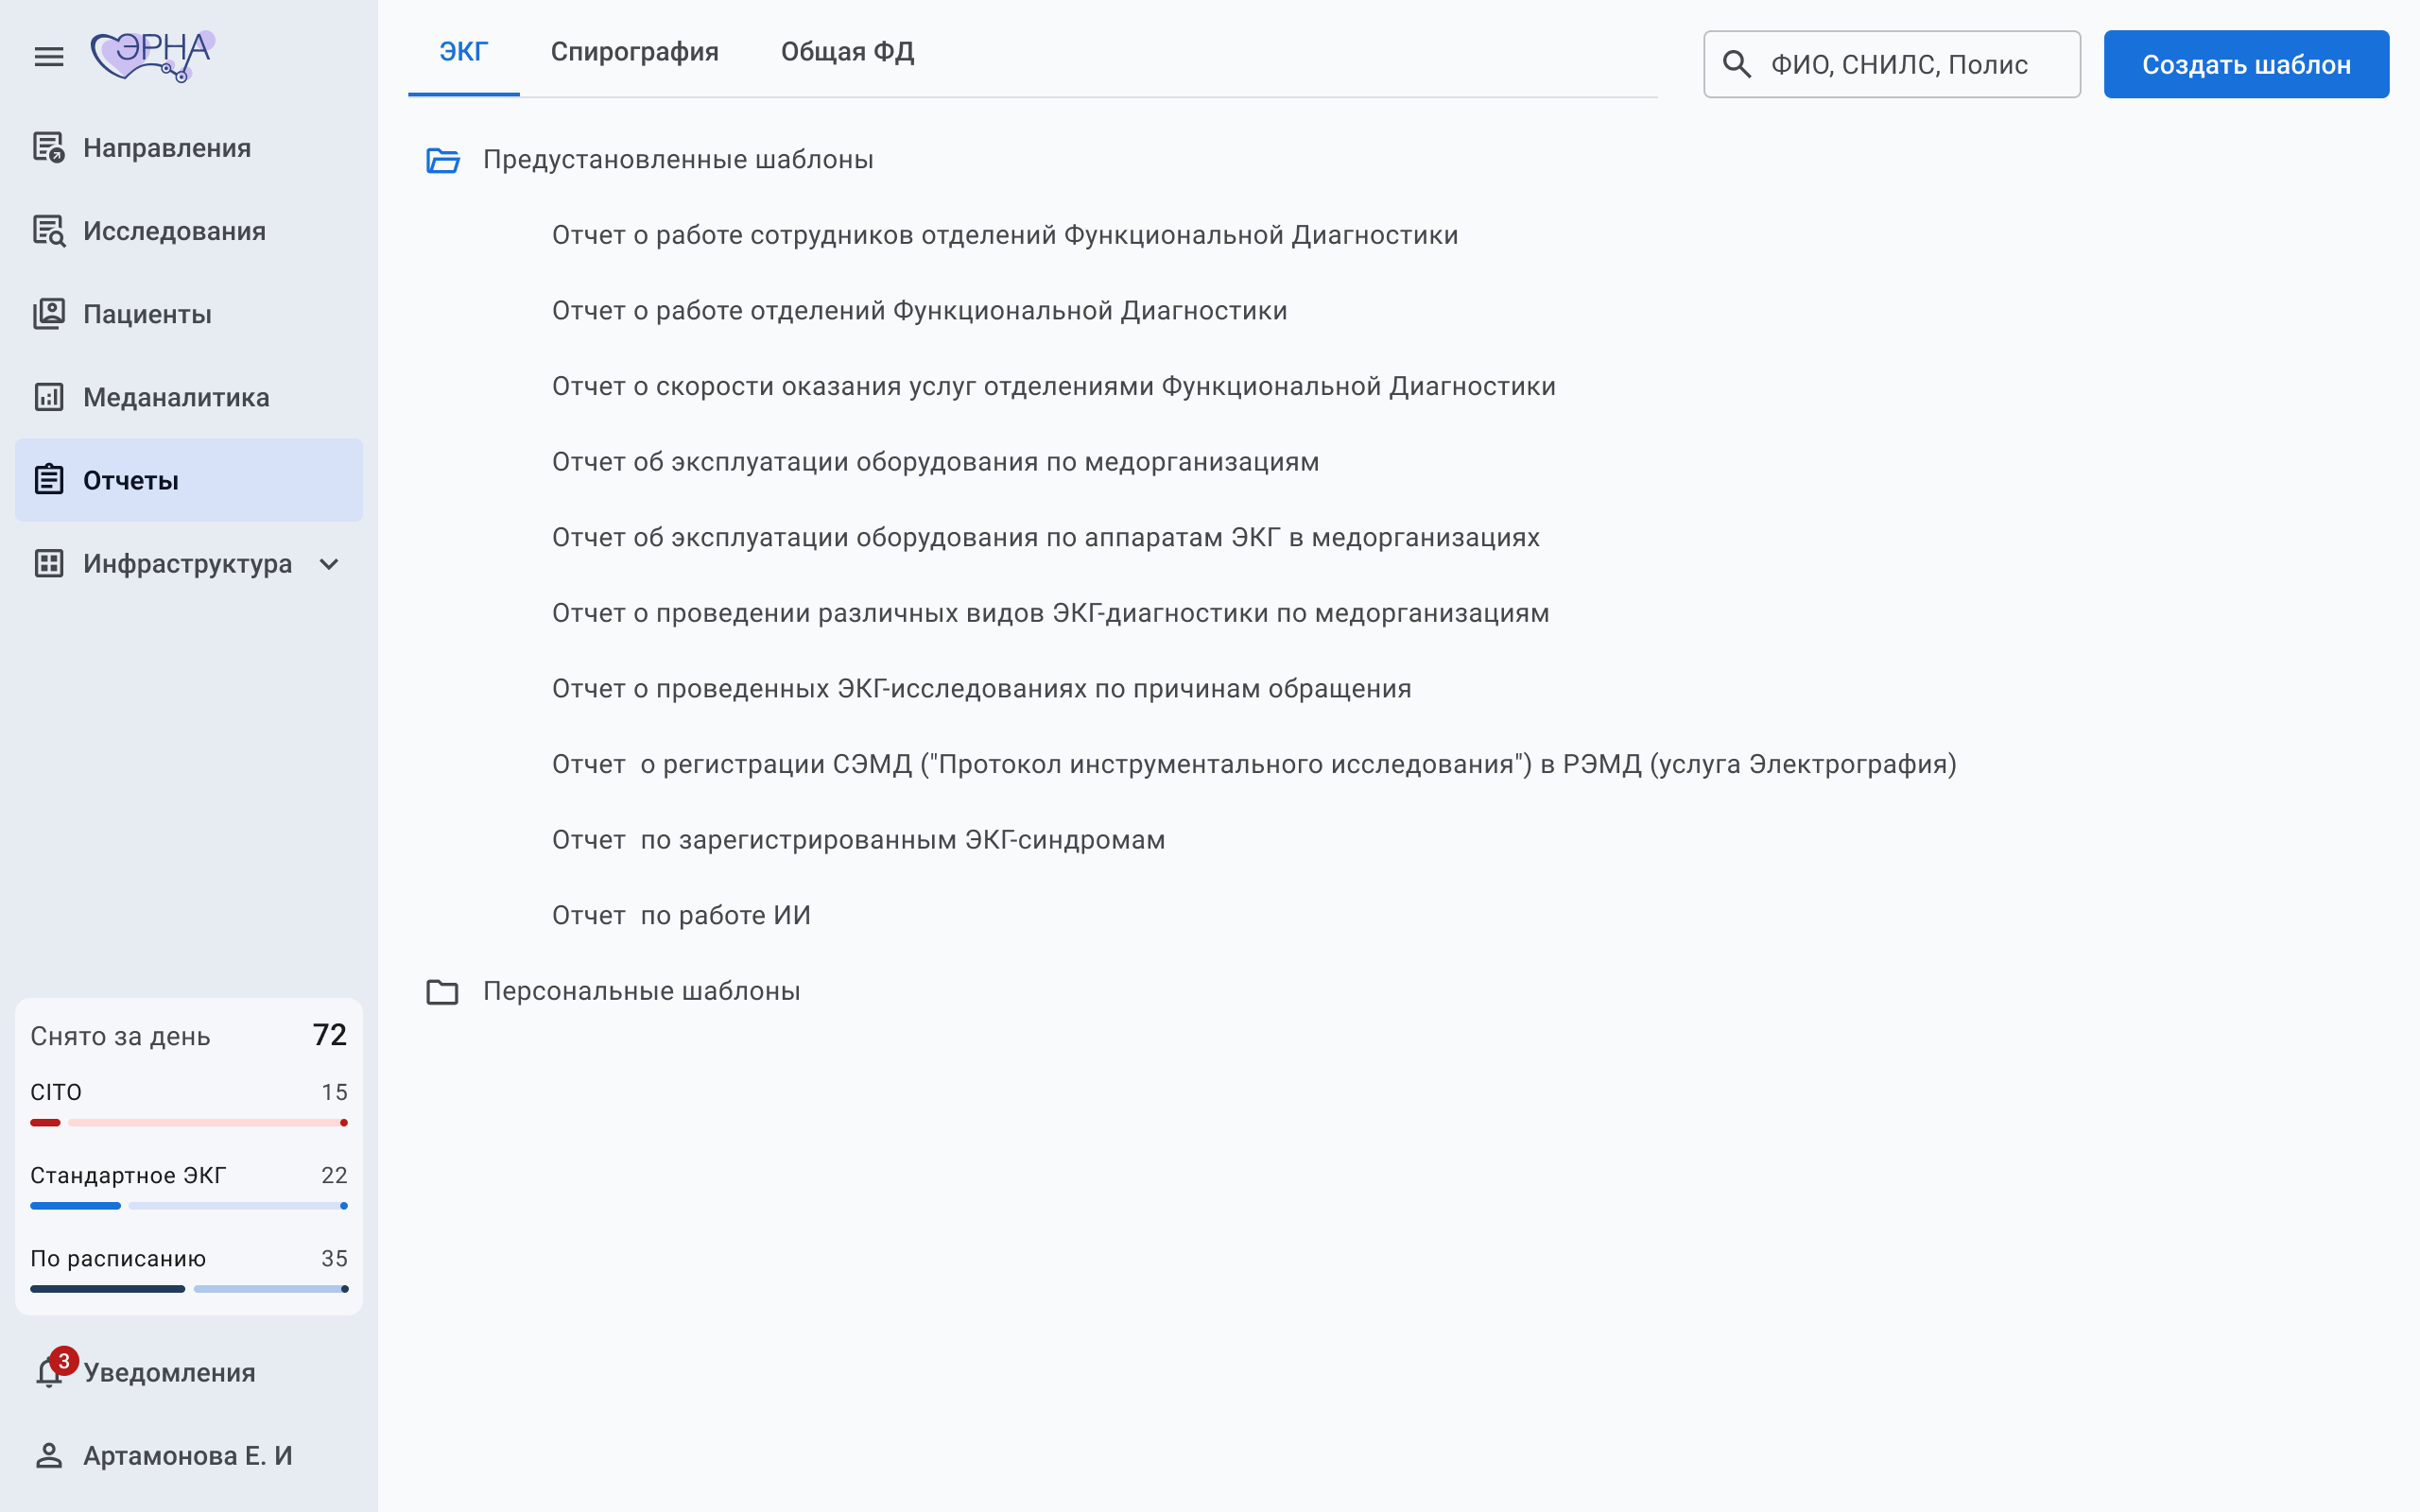 ЭРНА
Направления
Исследования
Пациенты
Меданалитика
Отчеты
Инфраструктура
Снято за день 72
CITO 15
Стандартное ЭКГ 22
По расписанию 35
3
Уведомления
Артамонова Е. И
ЭКГ Спирография Общая ФД
ФИО, СНИЛС, Полис
Создать шаблон
Предустановленные шаблоны
Отчет о работе сотрудников отделений Функциональной Диагностики
Отчет о работе отделений Функциональной Диагностики
Отчет о скорости оказания услуг отделениями Функциональной Диагностики
Отчет об эксплуатации оборудования по медорганизациям
Отчет об эксплуатации оборудования по аппаратам ЭКГ в медорганизациях
Отчет о проведении различных видов ЭКГ-диагностики по медорганизациям
Отчет о проведенных ЭКГ-исследованиях по причинам обращения
Отчет  о регистрации СЭМД ("Протокол инструментального исследования") в РЭМД (услуга Электрография)
Отчет  по зарегистрированным ЭКГ-синдромам
Отчет  по работе ИИ
Персональные шаблоны